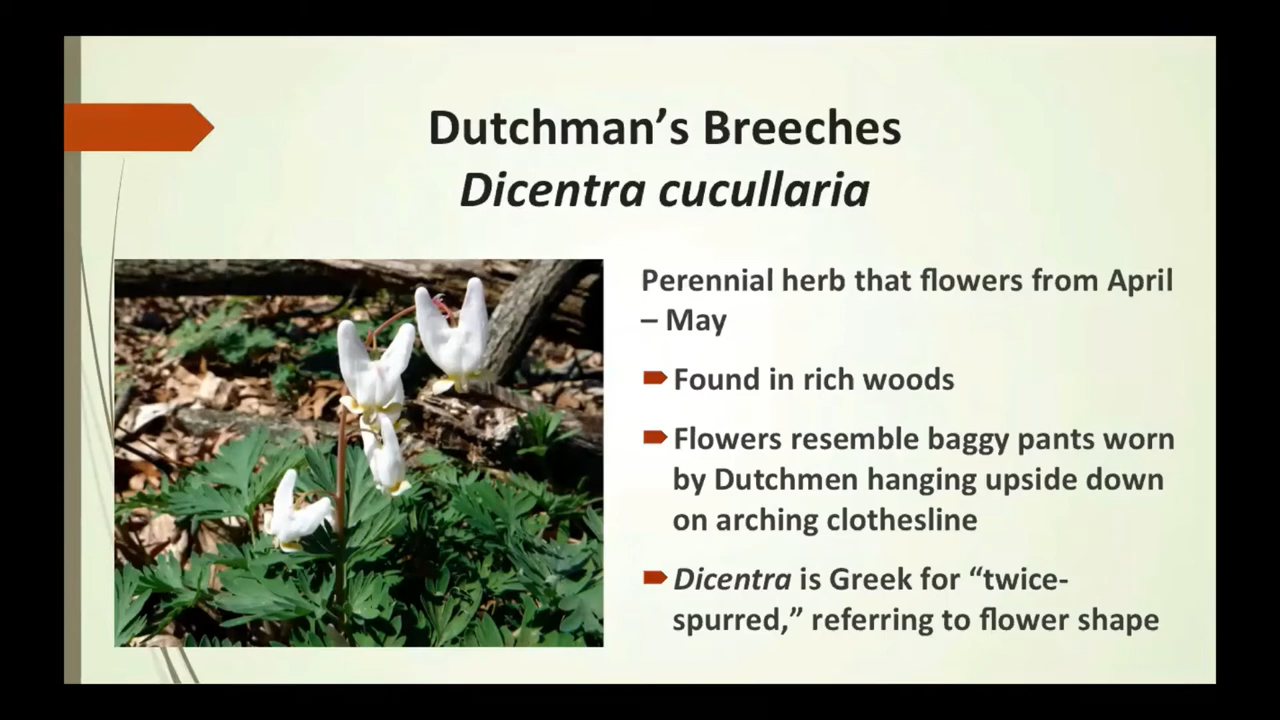 Dutchman’s Breeches
Dicentra cucullaria
Perennial herb that flowers from April
– May
Found in rich woods
Flowers resemble baggy pants worn
by Dutchmen hanging upside down
on arching clothesline
Dicentra is Greek for “twice-
spurred,” referring to flower shape